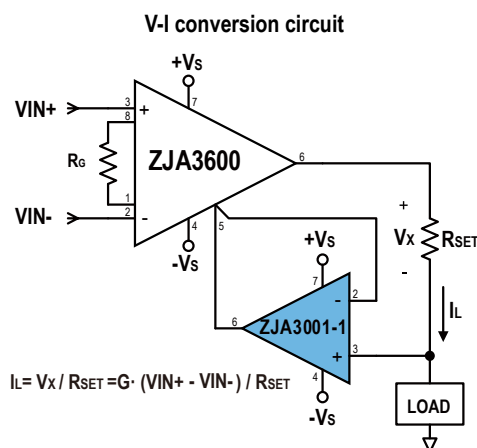 V-I conversion circuit
+VS
VIN+
3
+
7
8
RG
ZJA3600
6
1
VIN-
2
-
4
5
-VS
+
VX
RSET
-
+VS
7
-
2
6
ZJA3001-1
IL
+
3
4
-VS
IL= VX / RSET =G· (VIN+ - VIN- ) / RSET
LOAD